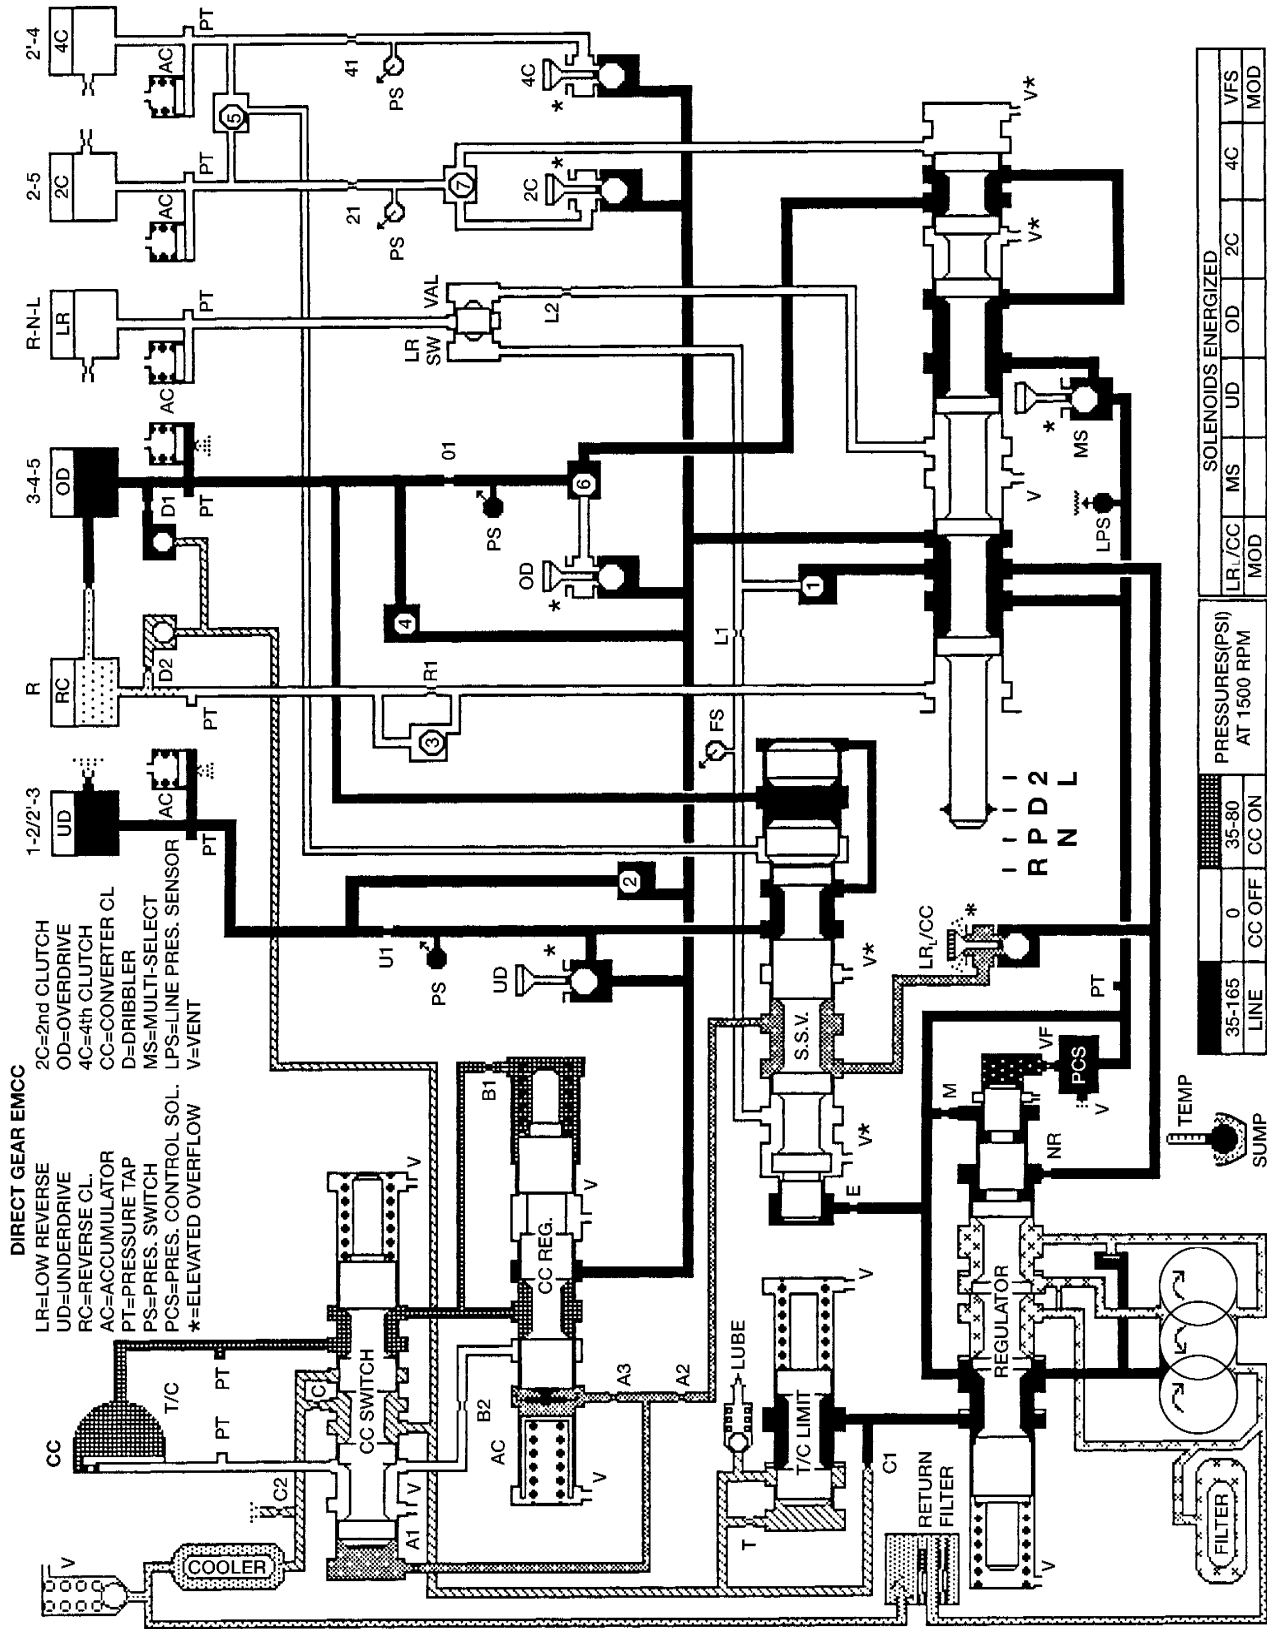 DIRECT GEAR EMCC
LR=LOW REVERSE
UD=UNDERDRIVE
RC=REVERSE CL.
AC=ACCUMULATOR
PT=PRESSURE TAP
PS=PRES. SWITCH
PCS=PRES. CONTROL SOL.
*=ELEVATED OVERFLOW
2C=2nd CLUTCH
OD=OVERDRIVE
4C=4th CLUTCH
CC=CONVERTER CL
D=DRIBBLER
MS=MULTI-SELECT
LPS=LINE PRES. SENSOR
V=VENT
1-2/2'-3
UD
R
RC
3-4-5
OD
R-N-L
LR
2-5
2C
2'-4
4C
AC
PT
PT
D2
D1
AC
PT
AC
PT
AC
PT
AC
PT
5
21
PS
41
PS
7
2C
*
4C
*
LR
SW
VAL
L2
O1
PS
6
OD
*
4
R1
3
FS
L1
1
2
U1
PS
UD
*
CC
T/C
PT
PT
C
C2
V
COOLER
CC SWITCH
V
V
A1
B1
B2
CC REG.
V
AC
V
A3
A2
S.S.V.
V*
V*
E
LRL/CC
*
V*
V*
V
MS
*
LPS
R P D 2
N L
LUBE
T/C LIMIT
V
T
C1
RETURN
FILTER
REGULATOR
V
M
NR
VF
PCS
V
PT
FILTER
TEMP
SUMP
35-165
LINE
0
CC OFF
35-80
CC ON
PRESSURES(PSI)
AT 1500 RPM
SOLENOIDS ENERGIZED
LRL/CC
MOD
MS
UD
OD
2C
4C
VFS
MOD